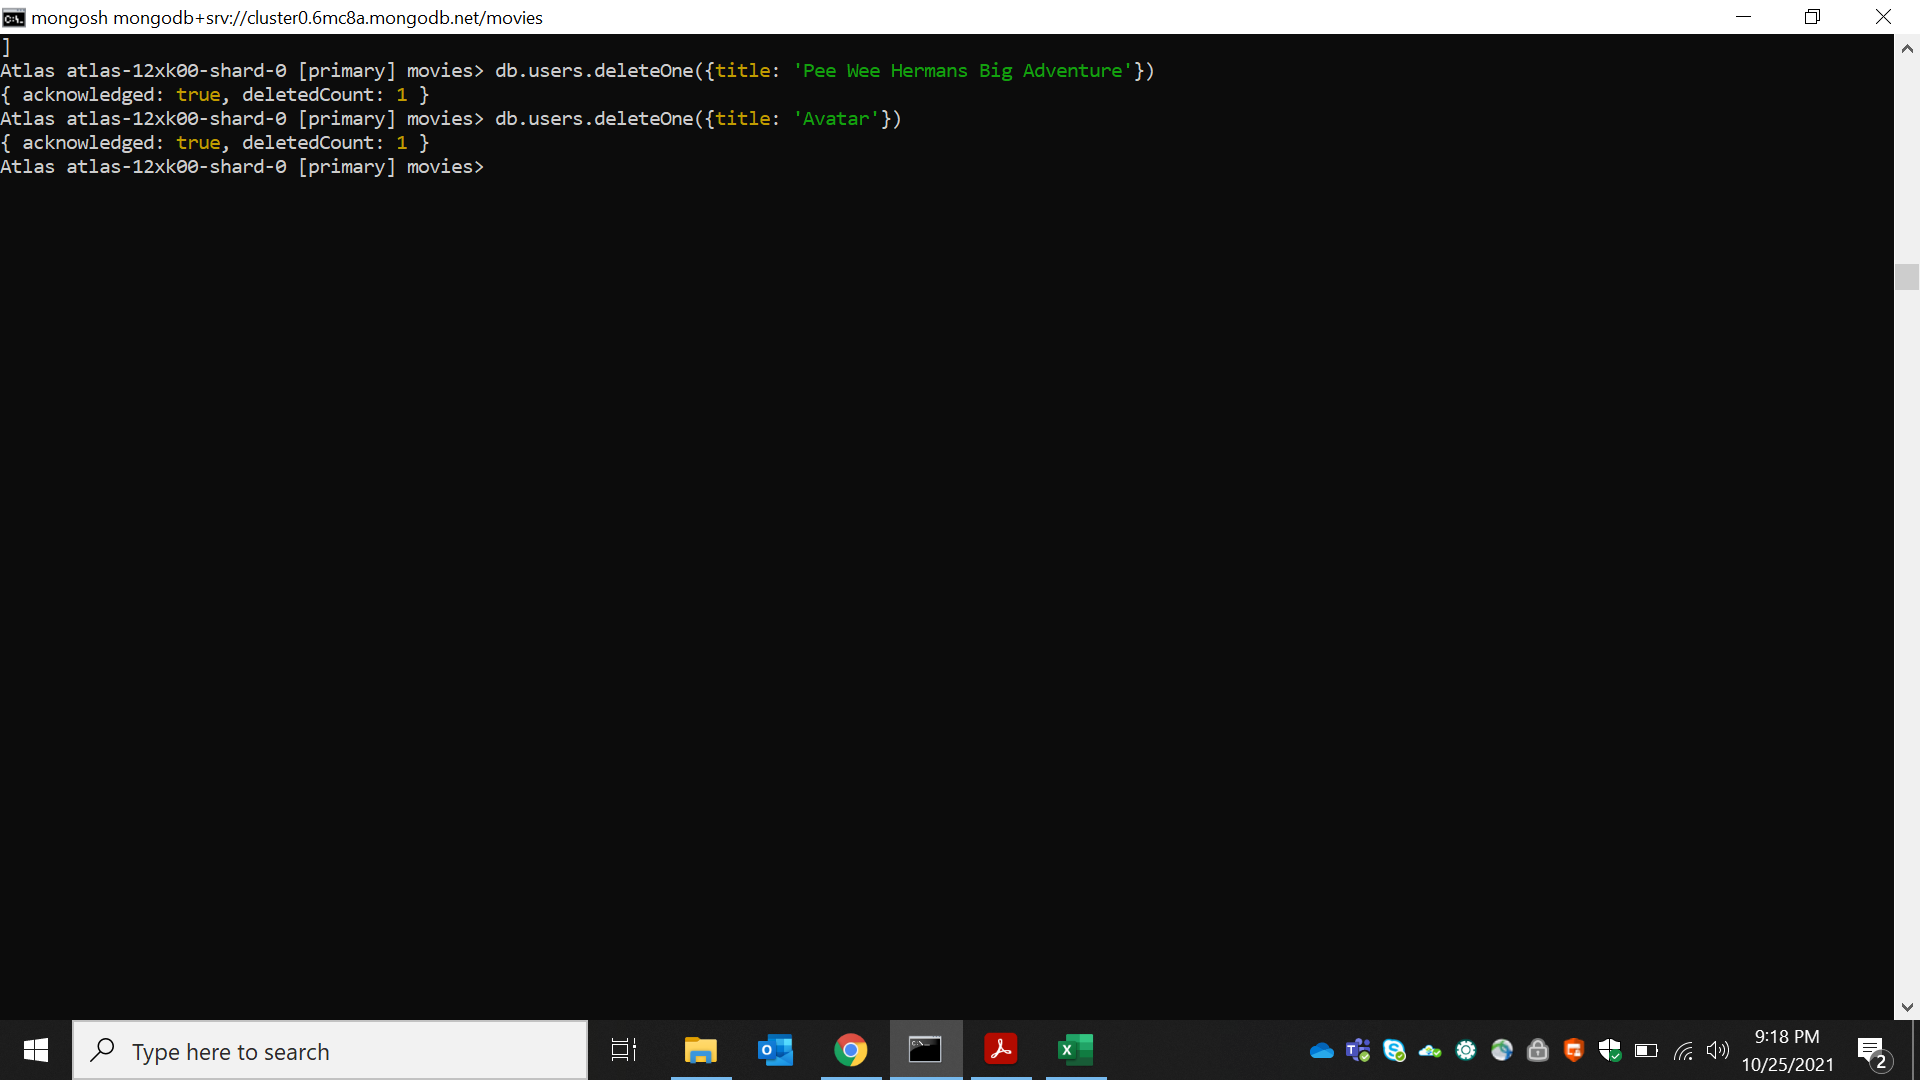 mongosh mongodb+srv://cluster0.6mc8a.mongodb.net/movies
]
Atlas atlas-12xk00-shard-0 [primary] movies> db.users.deleteOne({title: 'Pee Wee Hermans Big Adventure'})
{ acknowledged: true, deletedCount: 1 }
Atlas atlas-12xk00-shard-0 [primary] movies> db.users.deleteOne({title: 'Avatar'})
{ acknowledged: true, deletedCount: 1 }
Atlas atlas-12xk00-shard-0 [primary] movies>
Type here to search
9:18 PM
10/25/2021
2